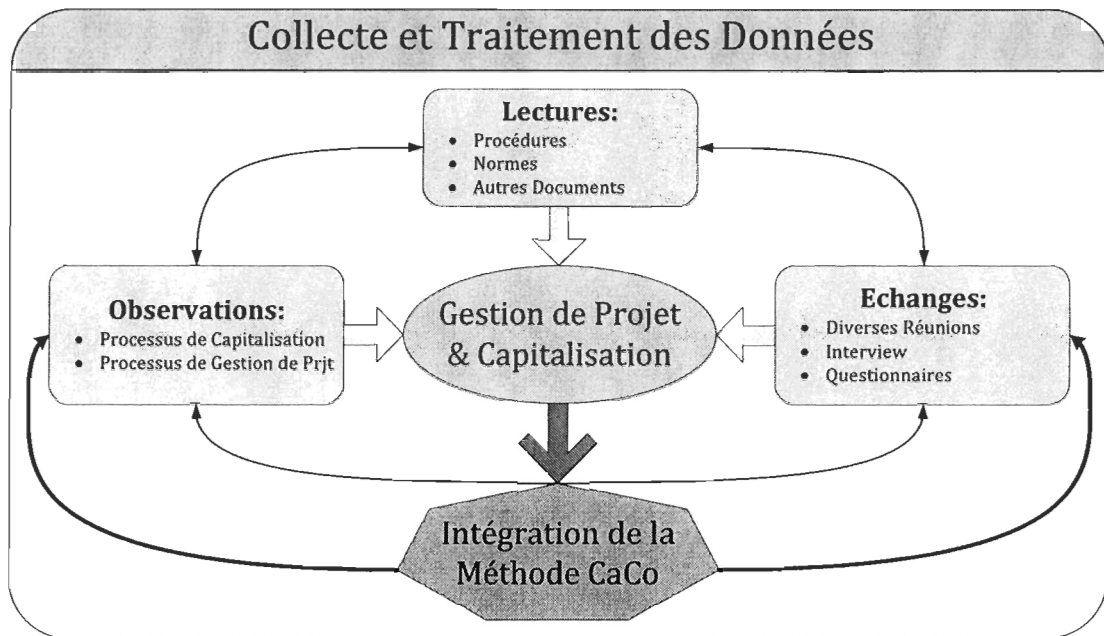 Collecte et Traitement des Données
Lectures:
• Procédures
• Normes
• Autres Documents
Observations:
• Processus de Capitalisation
• Processus de Gestion de Prjt
Gestion de Projet
& Capitalisation
Echanges:
• Diverses Réunions
• Interview
• Questionnaires
Intégration de la
Méthode CaCo